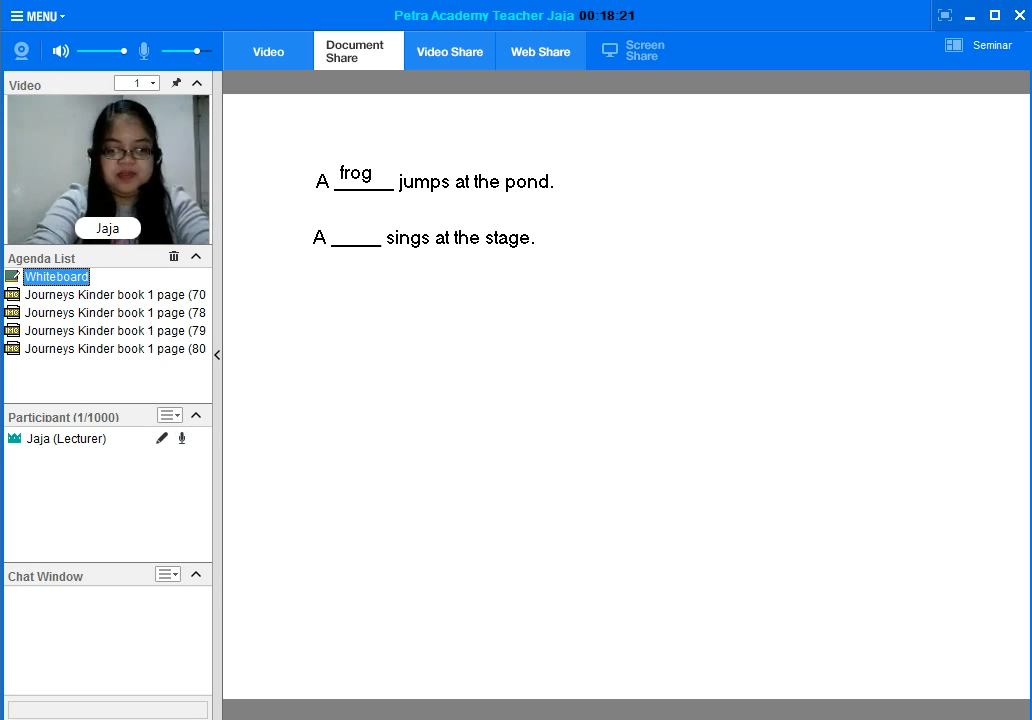 MENU
Petra Academy Teacher Jaja 00:18:21
Video
Document Share
Video Share
Web Share
Screen Share
Seminar
Video
1
Jaja
Agenda List
Whiteboard
Journeys Kinder book 1 page (70
Journeys Kinder book 1 page (78
Journeys Kinder book 1 page (79
Journeys Kinder book 1 page (80
Participant (1/1000)
Jaja (Lecturer)
Chat Window
A frog jumps at the pond.
A _____ sings at the stage.